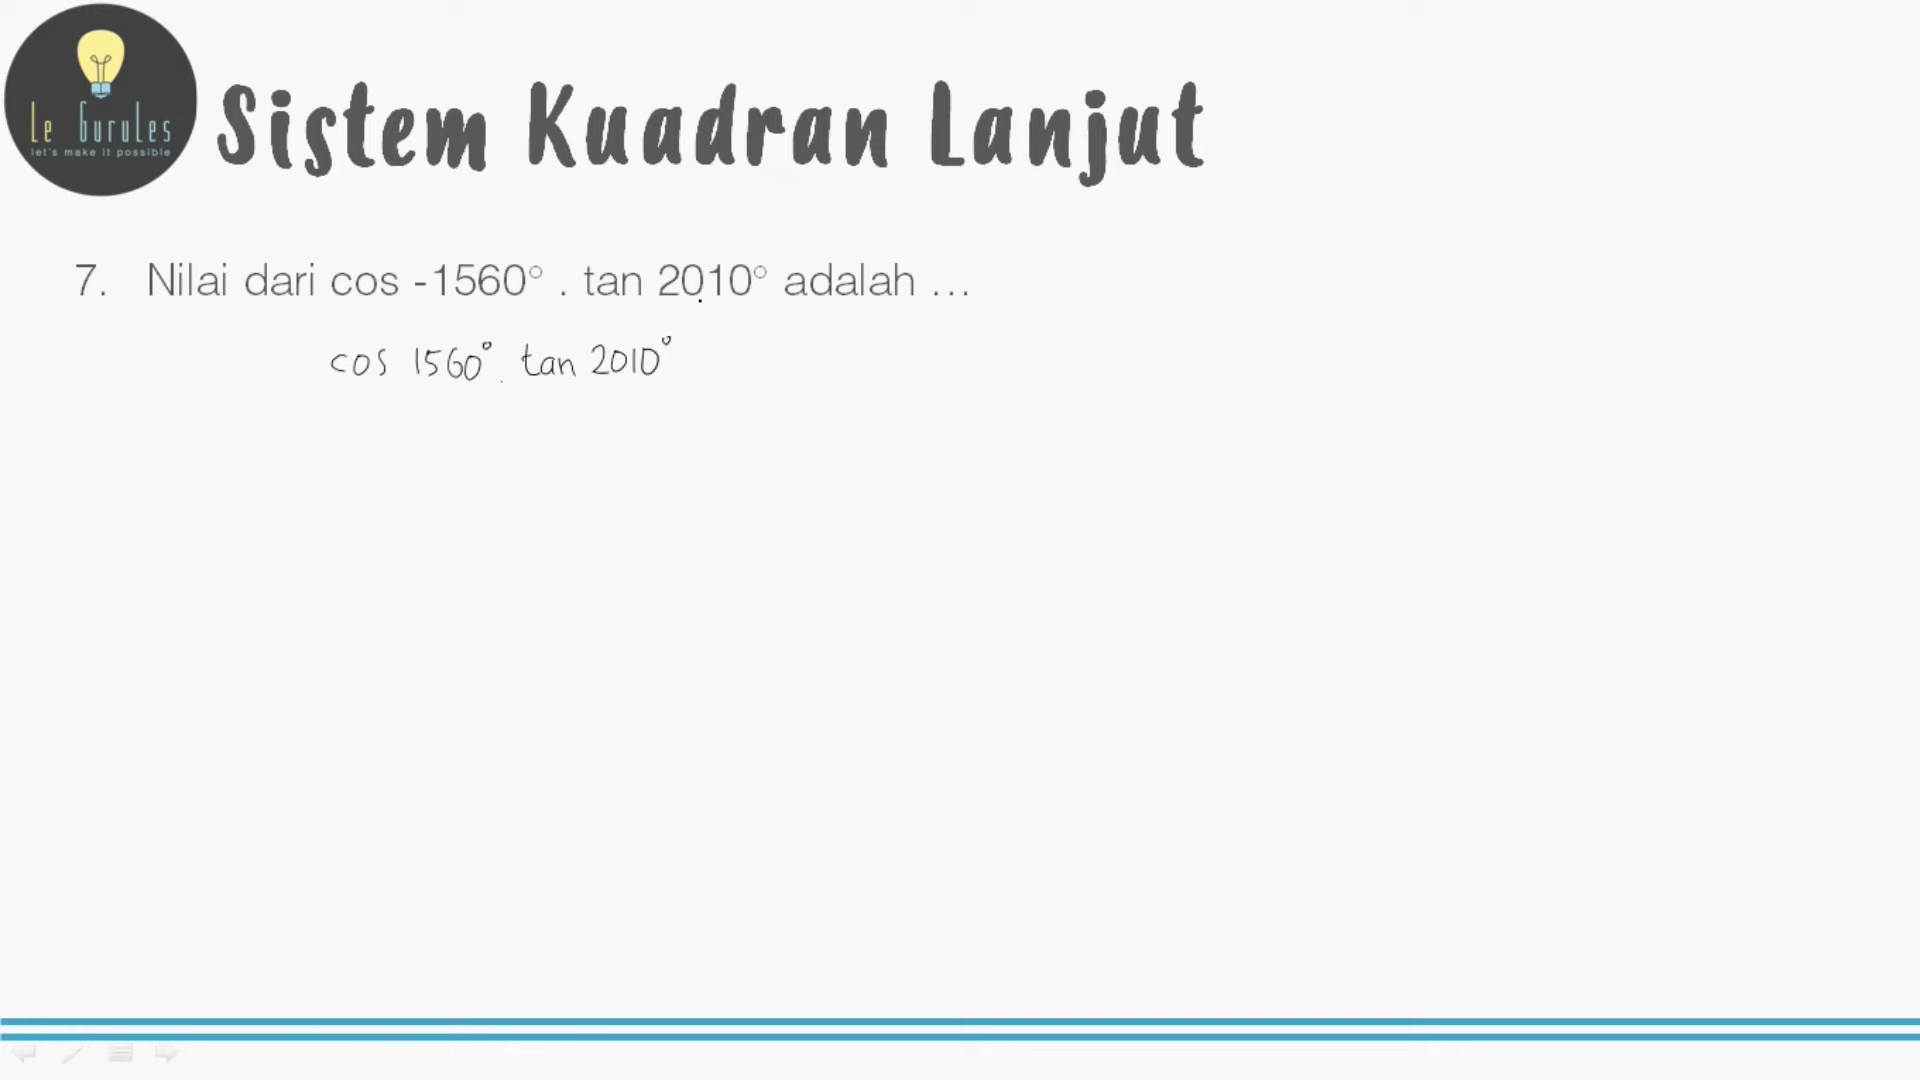 Le Gurules
let's make it possible
Sistem Kuadran Lanjut
7. Nilai dari cos -1560° . tan 2010° adalah …
cos 1560° . tan 2010°